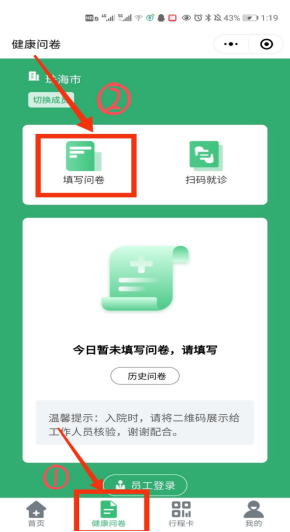 43% 1:19
健康问卷
珠海市
切换成员
②
填写问卷
扫码就诊
今日暂未填写问卷，请填写
历史问卷
温馨提示：入院时，请将二维码展示给
工作人员核验，谢谢配合。
①
员工登录
首页
健康问卷
行程卡
我的